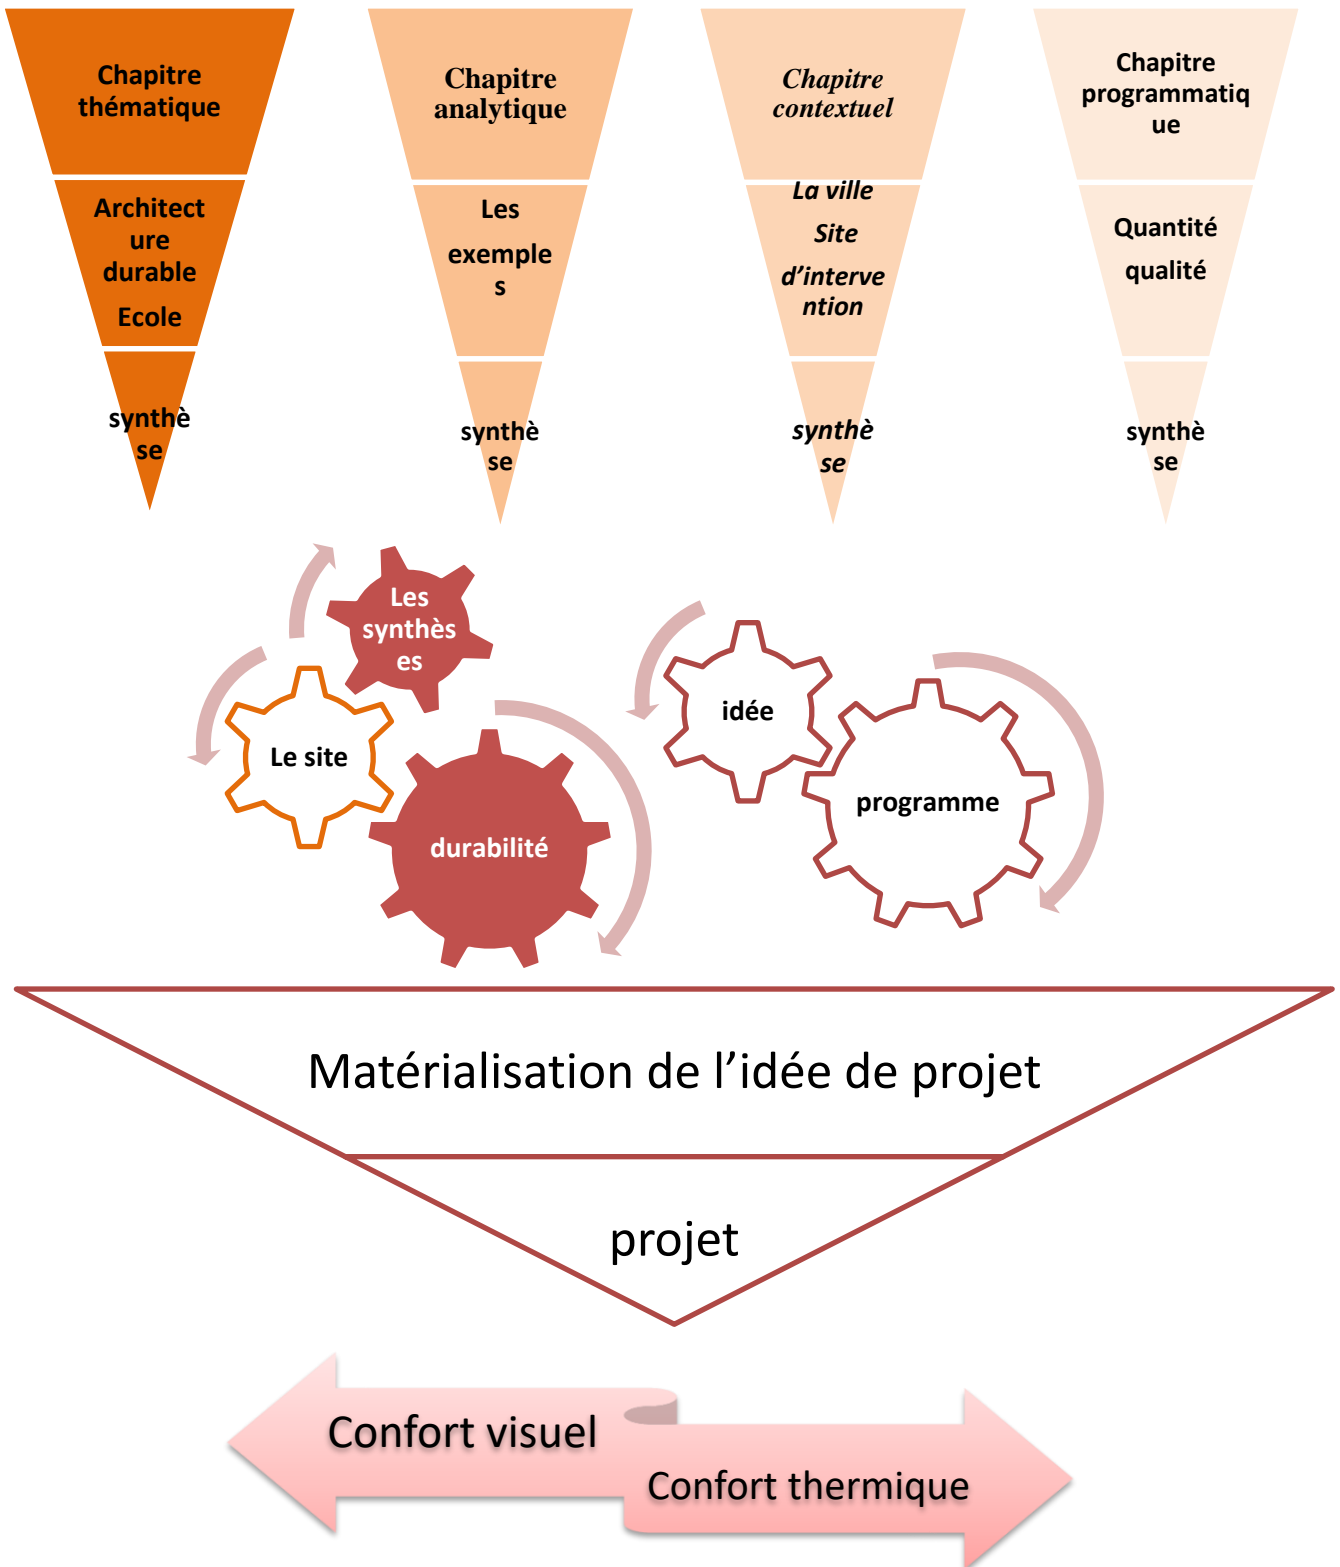 Chapitre
thématique
Architect
ure
durable
Ecole
synthè
se
Chapitre
analytique
Les
exemple
s
synthè
se
Chapitre
contextuel
La ville
Site
d’interve
ntion
synthè
se
Chapitre
programmatiq
ue
Quantité
qualité
synthè
se
Les
synthès
es
Le site
durabilité
idée
programme
Matérialisation de l’idée de projet
projet
Confort visuel
Confort thermique